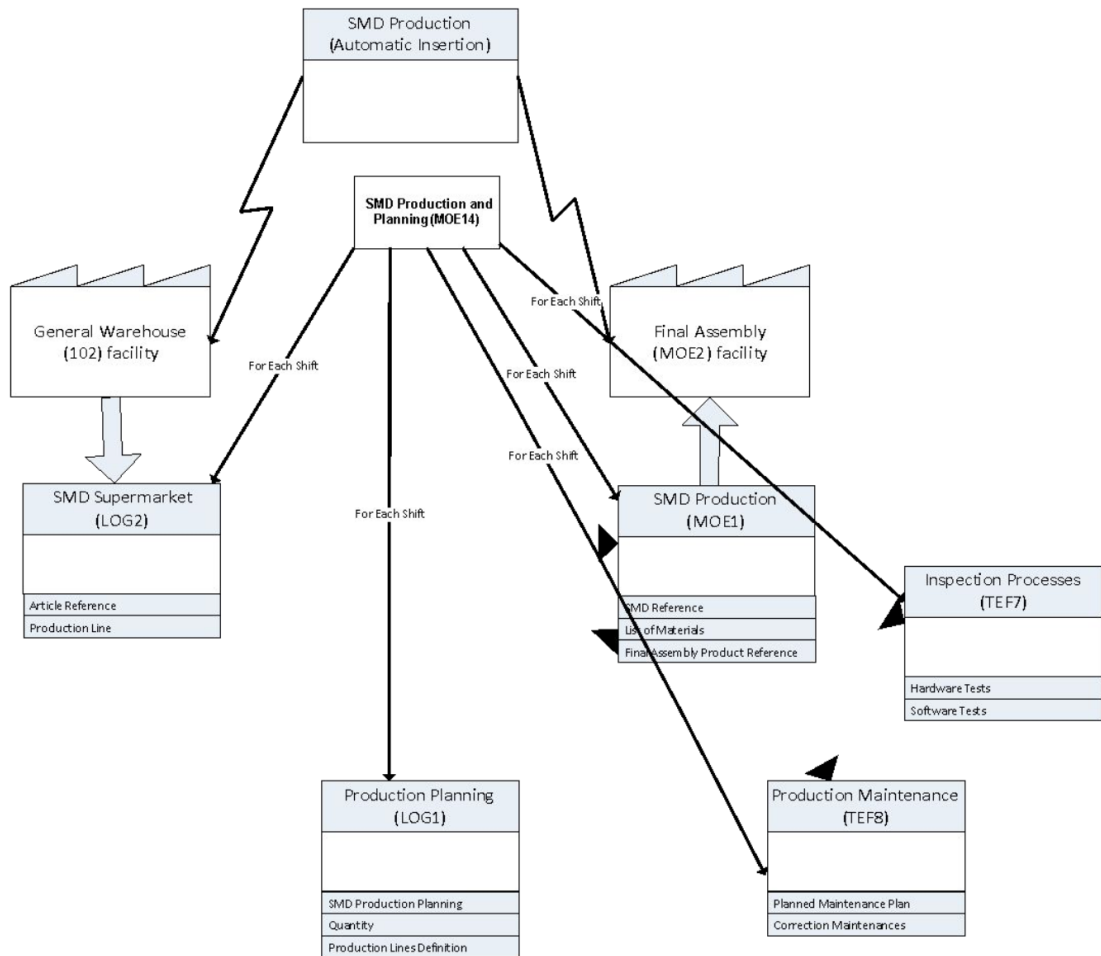 SMD Production
(Automatic Insertion)
SMD Production and
Planning (MOE14)
For Each Shift
General Warehouse
(102) facility
Final Assembly
(MOE2) facility
For Each Shift
For Each Shift
For Each Shift
SMD Supermarket
(LOG2)
Article Reference
Production Line
For Each Shift
SMD Production
(MOE1)
SMD Reference
List of Materials
Final Assembly Product Reference
Inspection Processes
(TEF7)
Hardware Tests
Software Tests
Production Planning
(LOG1)
SMD Production Planning
Quantity
Production Lines Definition
Production Maintenance
(TEF8)
Planned Maintenance Plan
Correction Maintenances